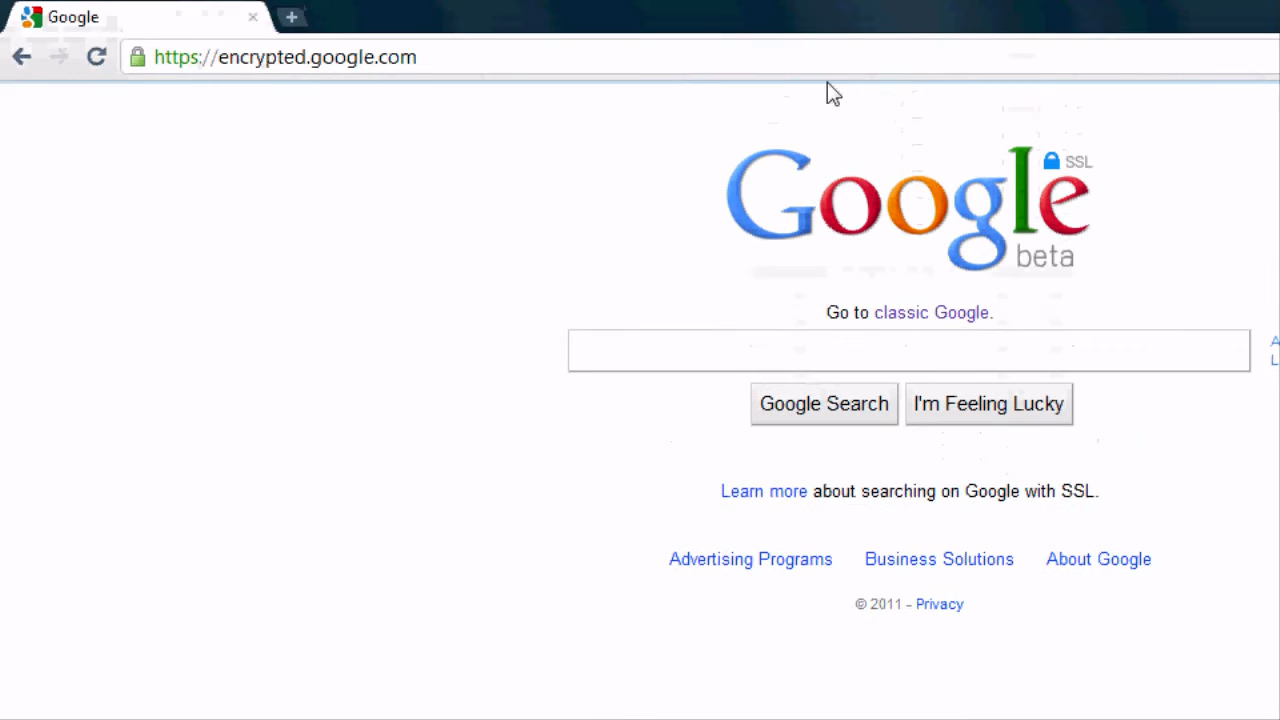 Google
https://encrypted.google.com
Google SSL
beta
Go to classic Google.
A
L
Google Search I'm Feeling Lucky
Learn more about searching on Google with SSL.
Advertising Programs Business Solutions About Google
© 2011 - Privacy